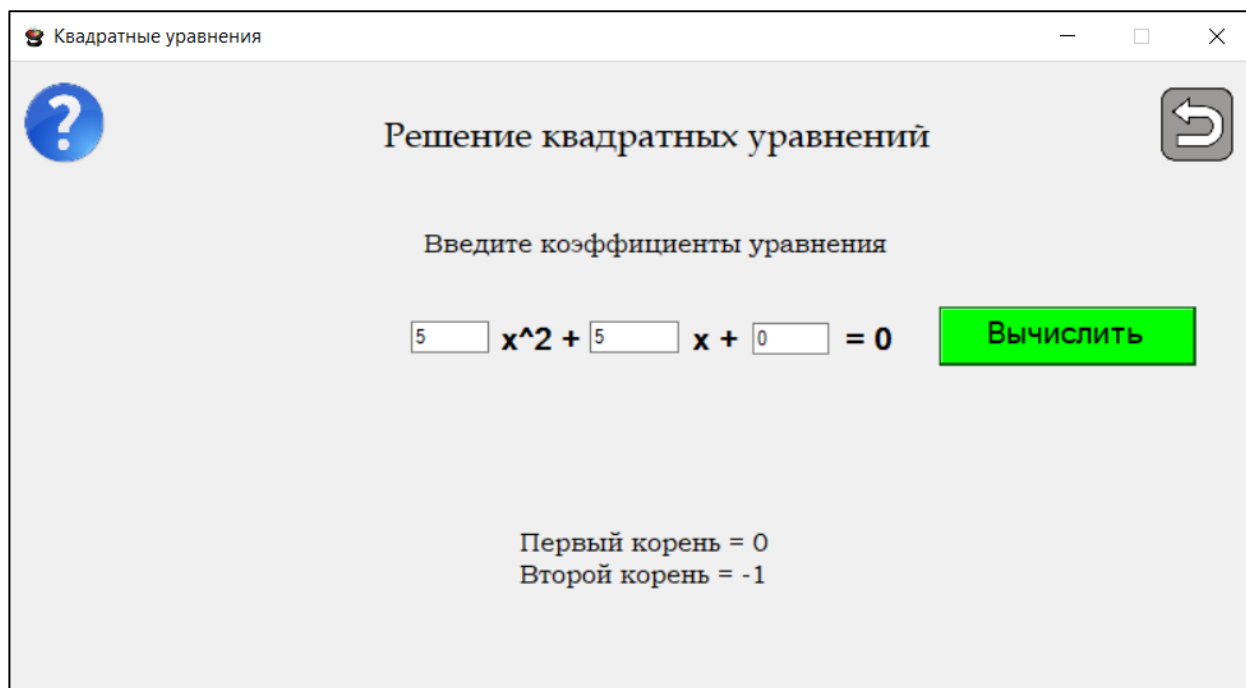 Квадратные уравнения
?
Решение квадратных уравнений
Введите коэффициенты уравнения
5 x^2 + 5 x + 0 = 0 Вычислить
Первый корень = 0
Второй корень = -1